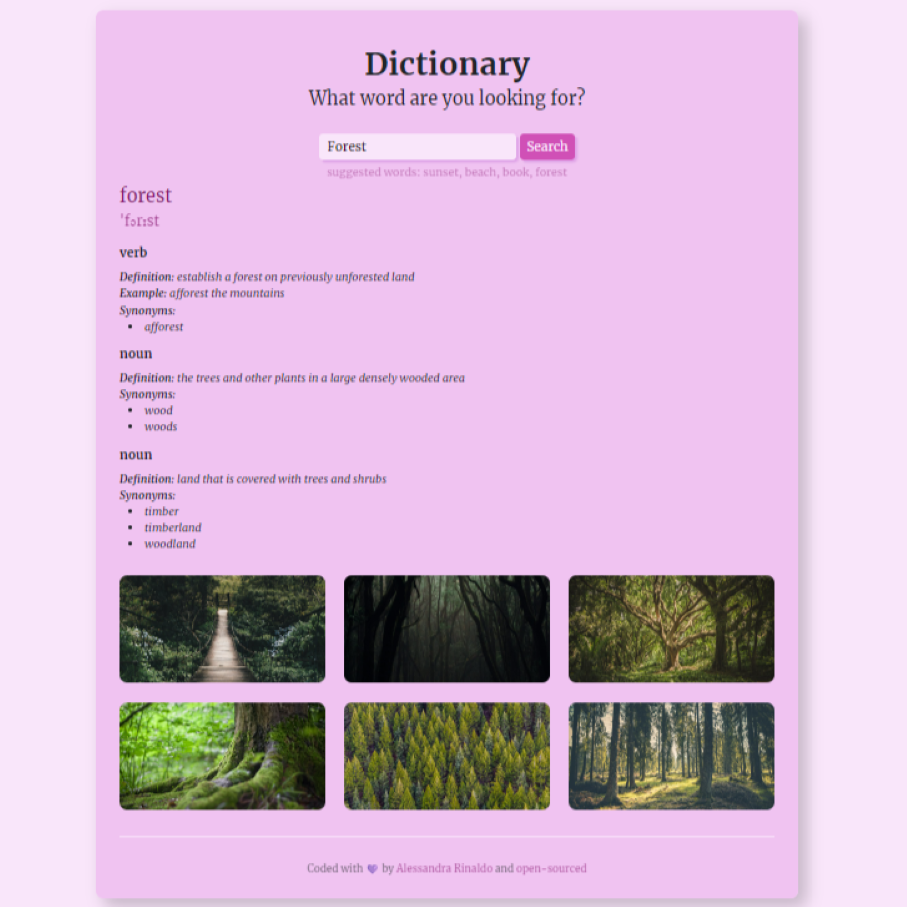 Dictionary
What word are you looking for?
Forest
Search
suggested words: sunset, beach, book, forest
forest
ˈfɔrɪst
verb
Definition: establish a forest on previously unforested land
Example: afforest the mountains
Synonyms:
▪ afforest
noun
Definition: the trees and other plants in a large densely wooded area
Synonyms:
▪ wood
▪ woods
noun
Definition: land that is covered with trees and shrubs
Synonyms:
▪ timber
▪ timberland
▪ woodland
Coded with 💜 by Alessandra Rinaldo and open-sourced